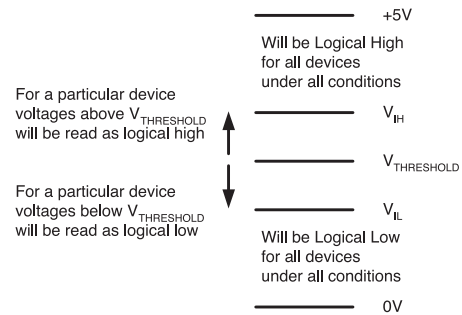 +5V
Will be Logical High
for all devices
under all conditions
For a particular device
voltages above VTHRESHOLD
will be read as logical high
VIH
VTHRESHOLD
For a particular device
voltages below VTHRESHOLD
will be read as logical low
VIL
Will be Logical Low
for all devices
under all conditions
0V